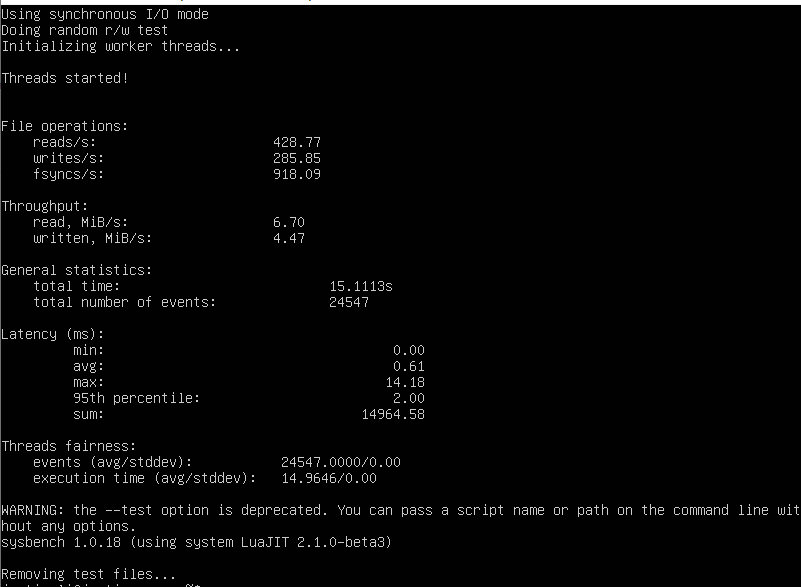 Using synchronous I/O mode
Doing random r/w test
Initializing worker threads...
Threads started!
File operations:
reads/s: 428.77
writes/s: 285.85
fsyncs/s: 918.09
Throughput:
read, MiB/s: 6.70
written, MiB/s: 4.47
General statistics:
total time: 15.1113s
total number of events: 24547
Latency (ms):
min: 0.00
avg: 0.61
max: 14.18
95th percentile: 2.00
sum: 14964.58
Threads fairness:
events (avg/stddev): 24547.0000/0.00
execution time (avg/stddev): 14.9646/0.00
WARNING: the --test option is deprecated. You can pass a script name or path on the command line wit
hout any options.
sysbench 1.0.18 (using system LuaJIT 2.1.0-beta3)
Removing test files...